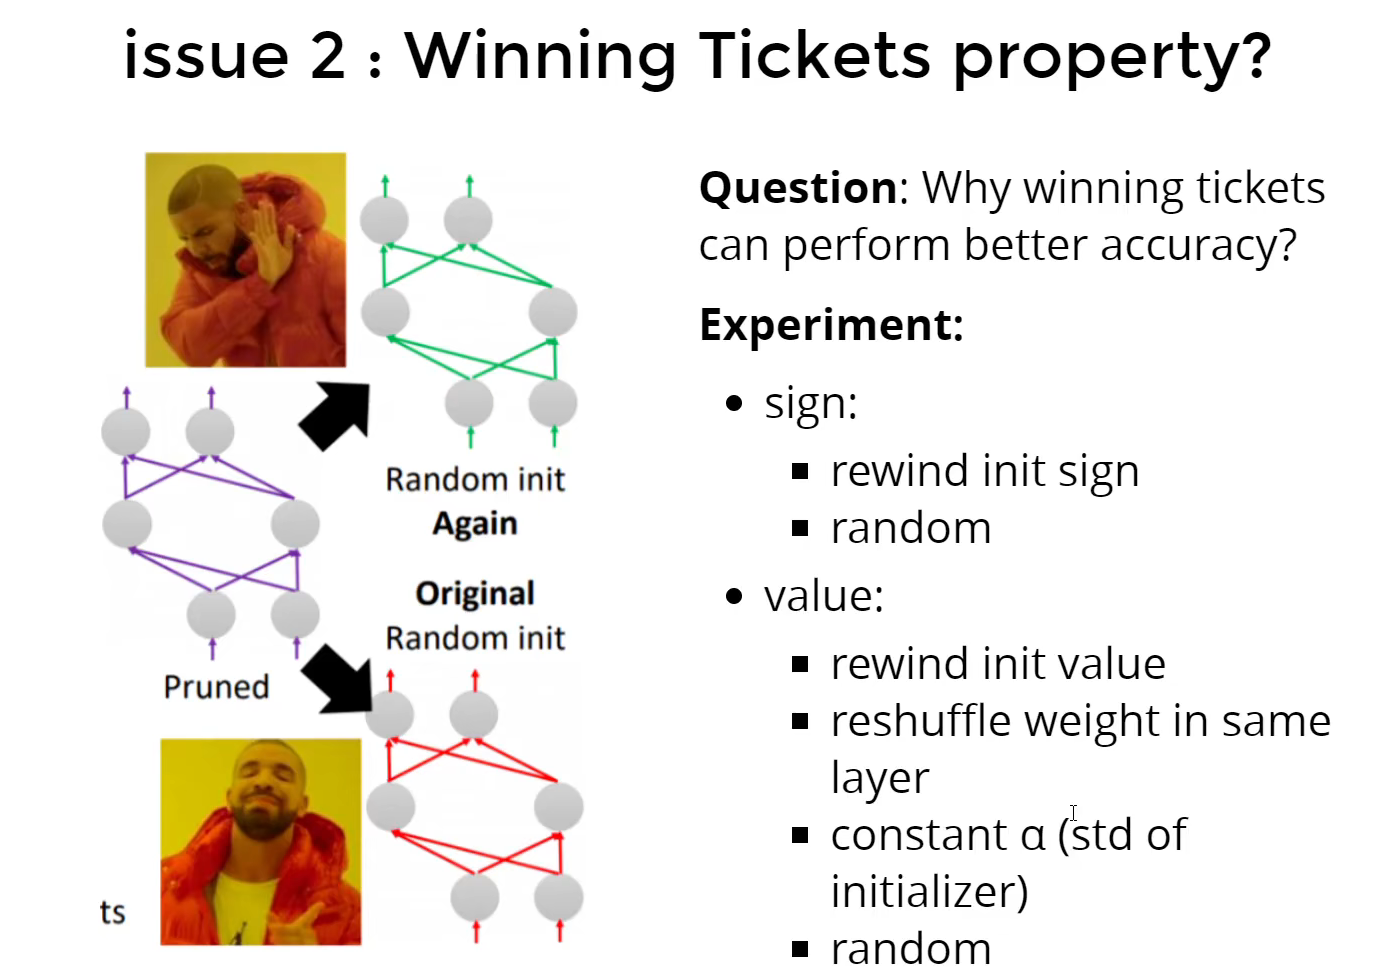 issue 2 : Winning Tickets property?
Random init
Again
Original
Random init
Pruned
ts
Question: Why winning tickets
can perform better accuracy?
Experiment:
sign:
rewind init sign
random
value:
rewind init value
reshuffle weight in same
layer
constant α (std of
initializer)
random